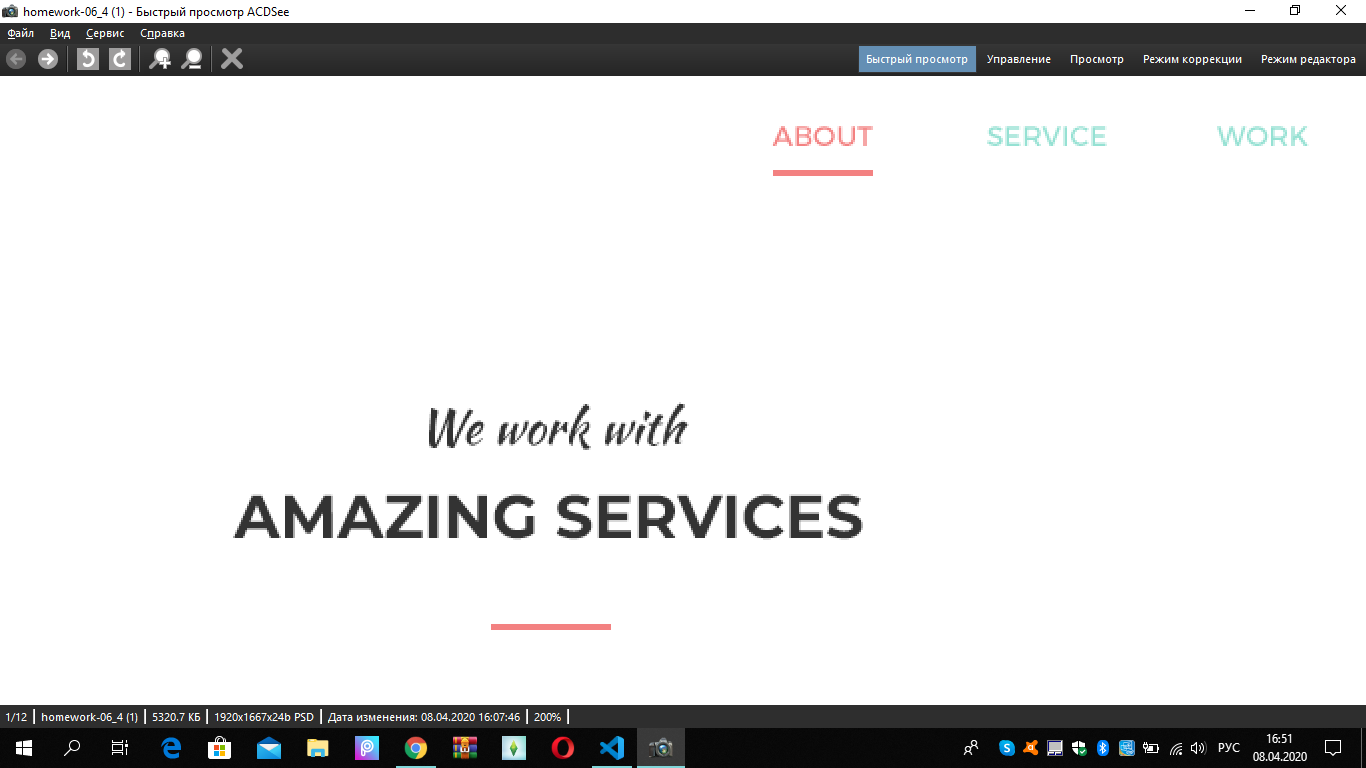 homework-06_4 (1) - Быстрый просмотр ACDSee
Файл Вид Сервис Справка
Быстрый просмотр Управление Просмотр Режим коррекции Режим редактора
ABOUT SERVICE WORK
We work with
AMAZING SERVICES
1/12 homework-06_4 (1) 5320.7 КБ 1920x1667x24b PSD Дата изменения: 08.04.2020 16:07:46 200%
РУС
16:51
08.04.2020